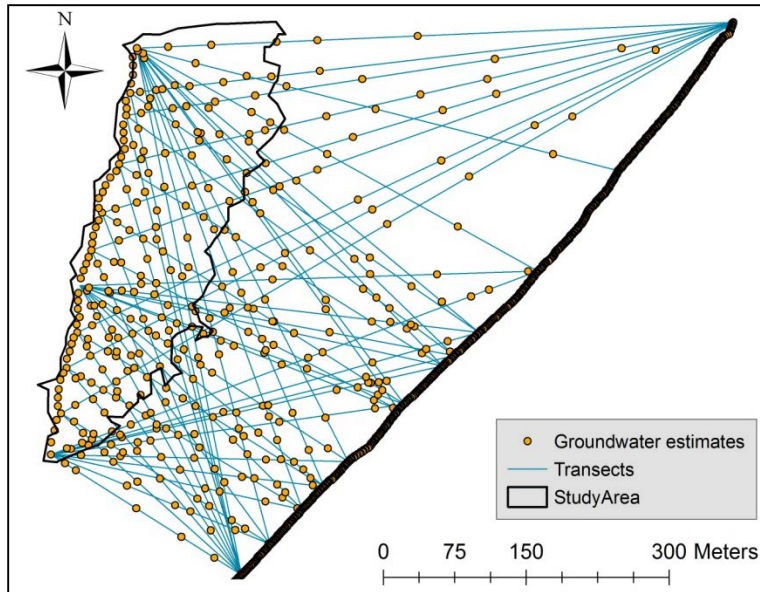 N
Groundwater estimates
Transects
StudyArea
0 75 150 300 Meters